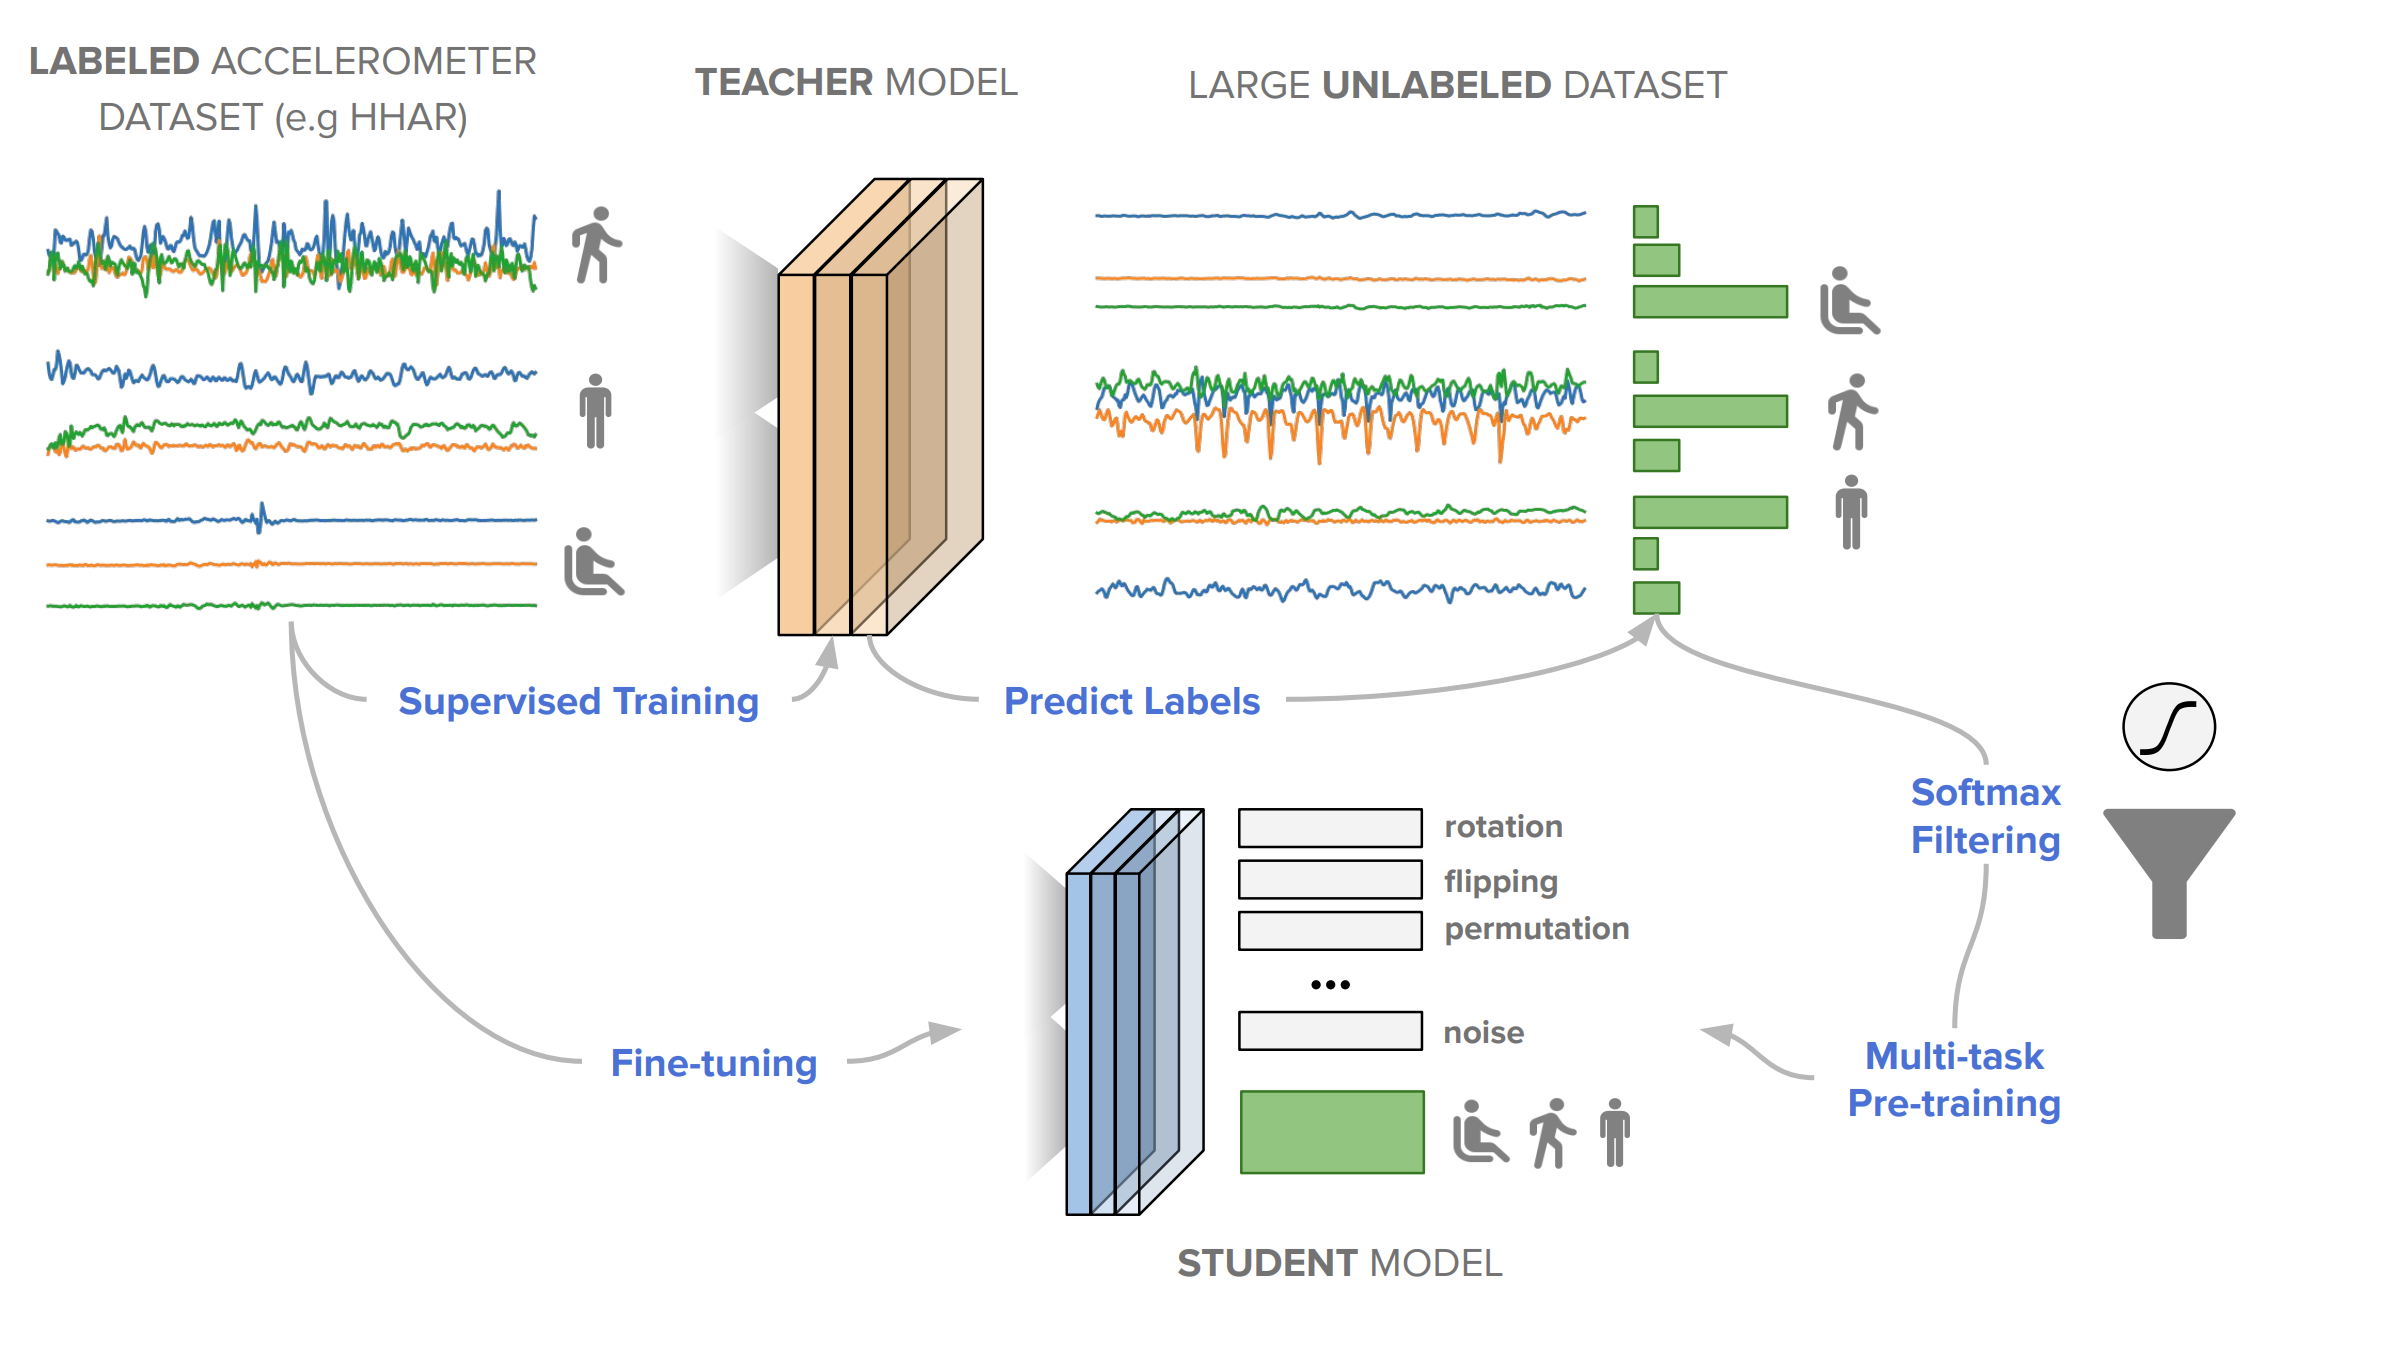 LABELED ACCELEROMETER
DATASET (e.g HHAR)
TEACHER MODEL
LARGE UNLABELED DATASET
Supervised Training
Predict Labels
Softmax
Filtering
rotation
flipping
permutation
...
noise
Fine-tuning
Multi-task
Pre-training
STUDENT MODEL